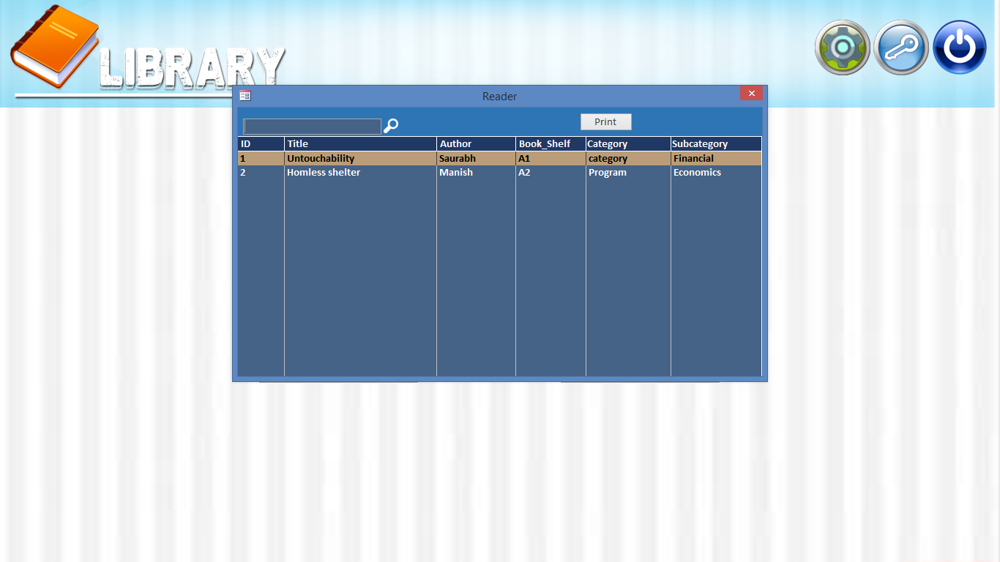 LIBRARY
Reader
Print
ID Title Author Book_Shelf Category Subcategory
1 Untouchability Saurabh A1 category Financial
2 Homless shelter Manish A2 Program Economics